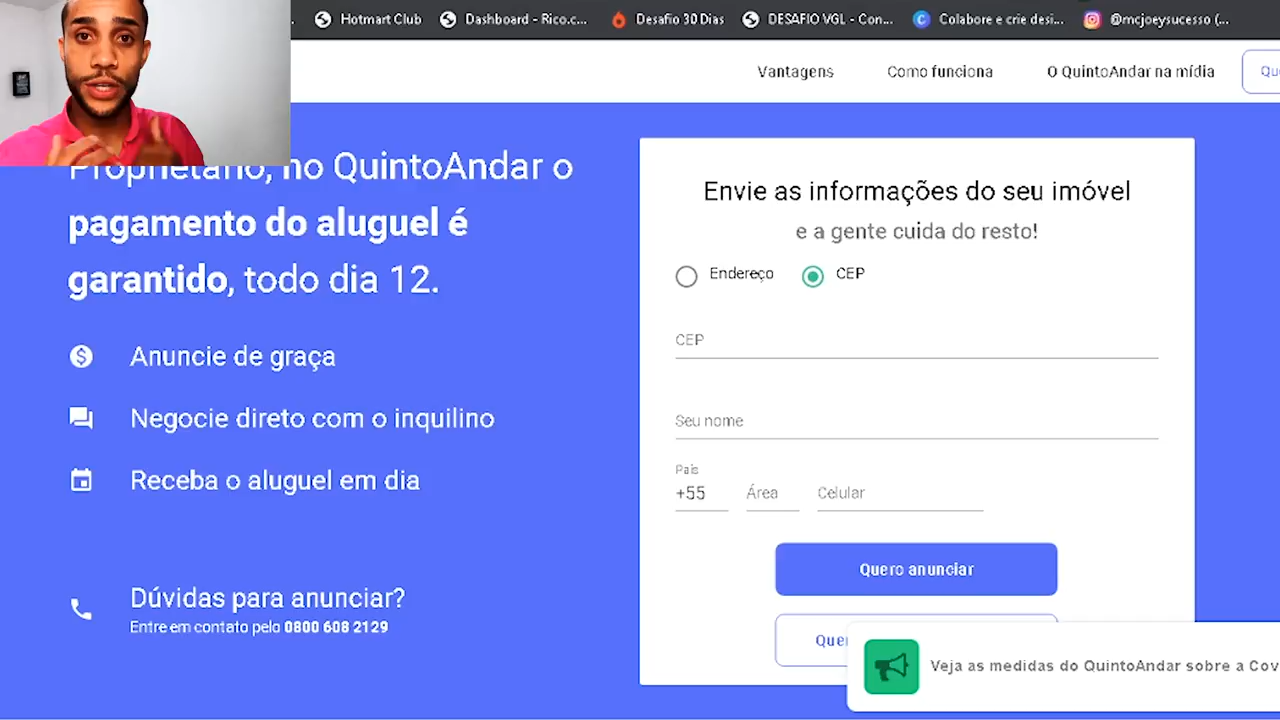 Hotmart Club
Dashboard - Rico.c...
Desafio 30 Dias
DESAFIO VGL - Con...
Colabore e crie desi...
@mcjoeysucesso (...
Vantagens
Como funciona
O QuintoAndar na mídia
Proprietário, no QuintoAndar o
pagamento do aluguel é
garantido, todo dia 12.
Anuncie de graça
Negocie direto com o inquilino
Receba o aluguel em dia
Dúvidas para anunciar?
Entre em contato pelo 0800 608 2129
Envie as informações do seu imóvel
e a gente cuida do resto!
Endereço
CEP
CEP
Seu nome
País
+55
Área
Celular
Quero anunciar
Veja as medidas do QuintoAndar sobre a Cov